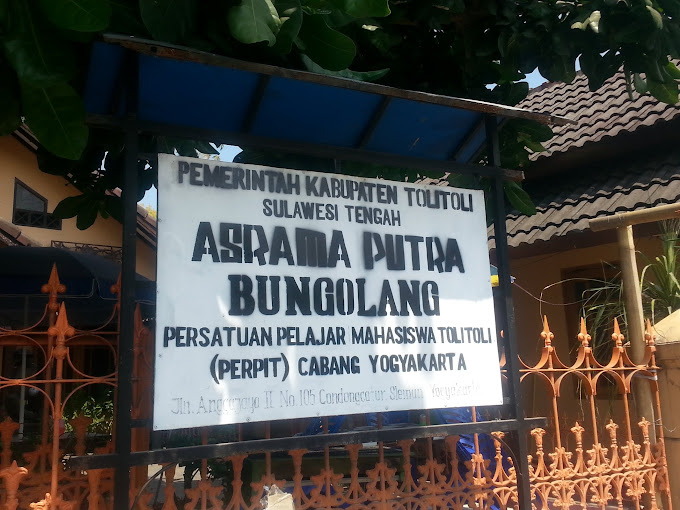 PEMERINTAH KABUPATEN TOLITOLI
SULAWESI TENGAH
ASRAMA PUTRA
BUNGOLANG
PERSATUAN PELAJAR MAHASISWA TOLITOLI
(PERPIT) CABANG YOGYAKARTA
Jln. Anggajaya II No. 105 Condongcatur Sleman Yogyakarta